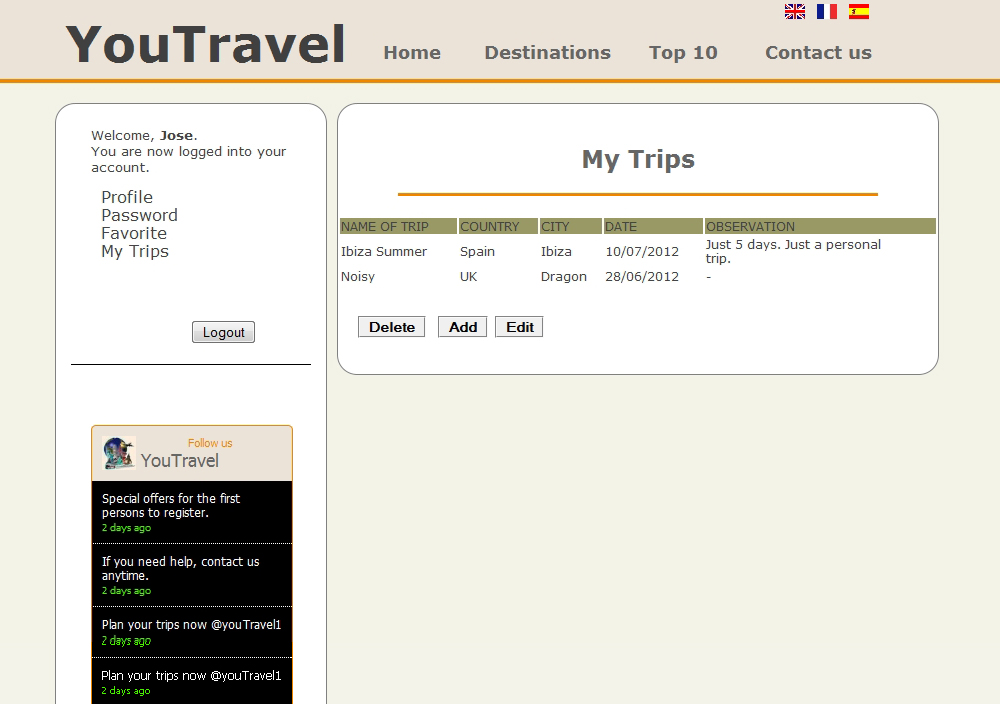 YouTravel
Home Destinations Top 10 Contact us
Welcome, Jose.
You are now logged into your
account.
Profile
Password
Favorite
My Trips
Logout
Follow us
YouTravel
Special offers for the first
persons to register.
2 days ago
If you need help, contact us
anytime.
2 days ago
Plan your trips now @youTravel1
2 days ago
Plan your trips now @youTravel1
2 days ago
My Trips
NAME OF TRIP COUNTRY CITY DATE OBSERVATION
Ibiza Summer Spain Ibiza 10/07/2012 Just 5 days. Just a personal
trip.
Noisy UK Dragon 28/06/2012 -
Delete Add Edit